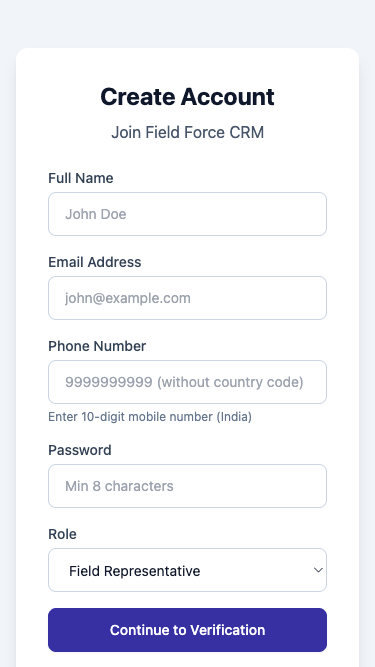 Create Account
Join Field Force CRM
Full Name
John Doe
Email Address
john@example.com
Phone Number
9999999999 (without country code)
Enter 10-digit mobile number (India)
Password
Min 8 characters
Role
Field Representative
Continue to Verification